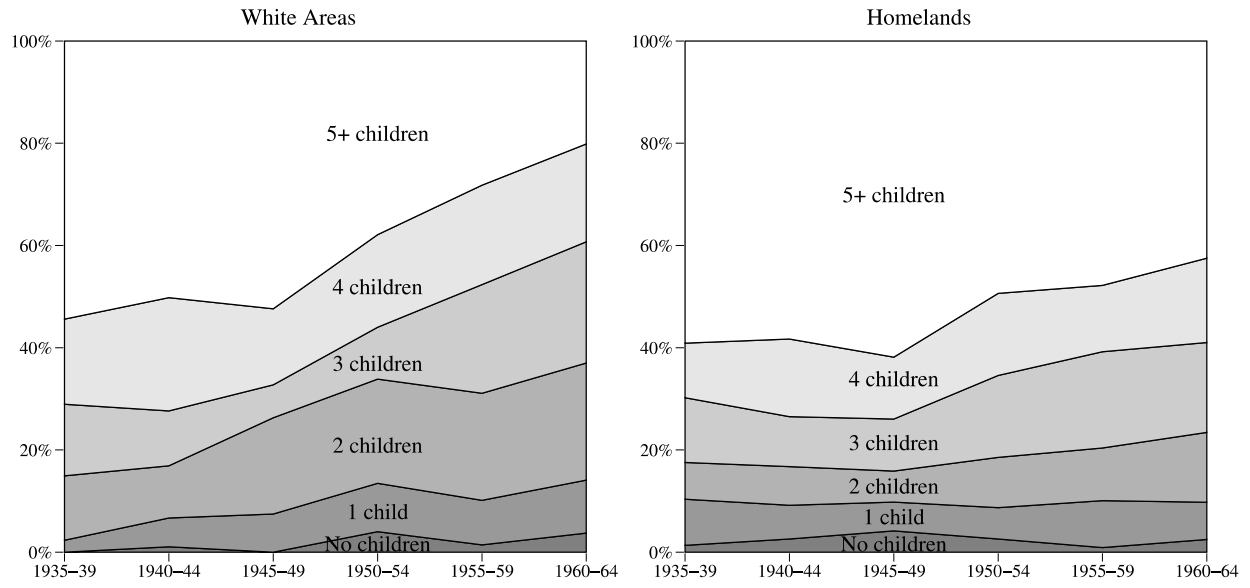 White Areas
100%
80%
60%
40%
20%
0%
5+ children
4 children
3 children
2 children
1 child
No children
1935–39 1940–44 1945–49 1950–54 1955–59 1960–64
Homelands
100%
80%
60%
40%
20%
0%
5+ children
4 children
3 children
2 children
1 child
No children
1935–39 1940–44 1945–49 1950–54 1955–59 1960–64